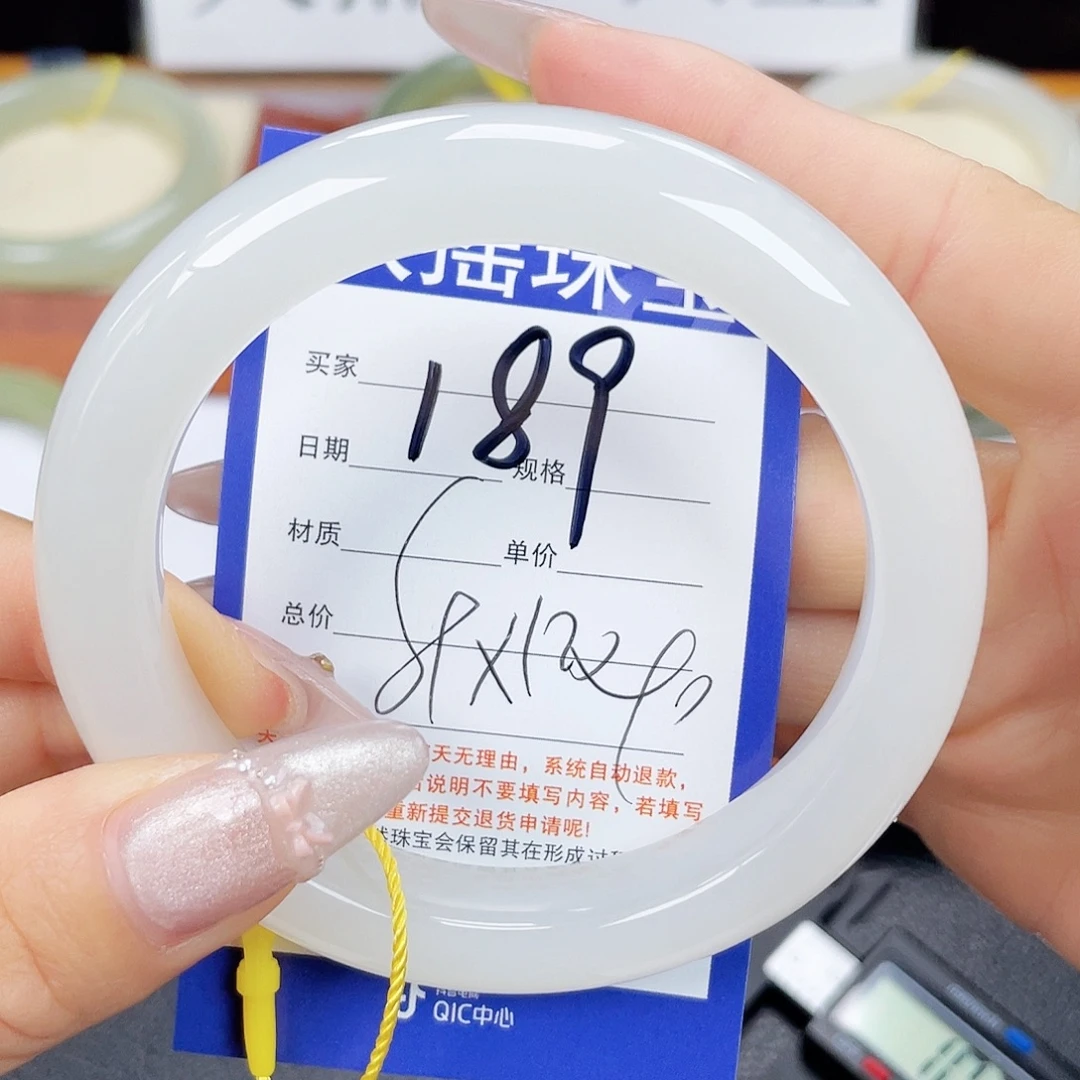 摇珠宝
买家
189
日期
规格
材质
单价
总价
天无理由，系统自动退款，
说明不要填写内容，若填写
重新提交退货申请呢!
珠宝会保留其在形成过
QIC中心